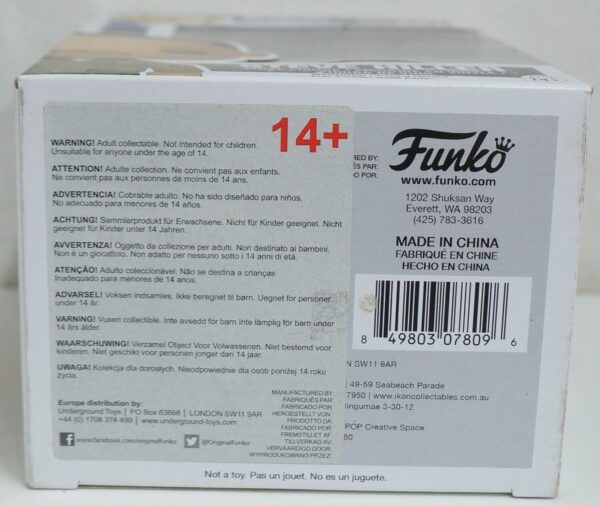 14+
WARNING! Adult collectable. Not intended for children.
Unsuitable for anyone under the age of 14.
ATTENTION! Adulte collection. Ne convient pas aux enfants.
Ne convient pas aux personnes de moins de 14 ans.
ADVERTENCIA! Cobrable adulto. No ha sido diseñado para niños.
No adecuado para menores de 14 años.
ACHTUNG! Sammlerprodukt für Erwachsene. Nicht für Kinder geeignet. Nicht
geeignet für Kinder unter 14 Jahren.
AVVERTENZA! Oggetto da collezione per adulti. Non destinato ai bambini.
Non è un giocattolo. Non adatto per nessuno sotto i 14 anni di età.
ATENÇÃO! Adulto coleccionável. Não se destina a crianças
Inadequado para menores de 14 anos.
ADVARSEL! Voksen indsamles. Ikke beregnet til børn. Uegnet for personer
under 14 år.
VARNING! Vuxen collectible. Inte avsedd för barn Inte lämplig för barn under
14 års ålder.
WAARSCHUWING! Verzamel Object Voor Volwassenen. Niet bestemd voor
kinderen. Niet geschikt voor personen jonger dan 14 jaar.
UWAGA! Kolekcja dla dorosłych. Nieodpowiednie dla osób poniżej 14 roku
życia.
Europe distribution by:
Underground Toys | PO Box 63668 | LONDON SW11 9AR
+44 (0) 1708 374 499 | www.underground-toys.com
www.facebook.com/originalFunko
@OriginalFunko
MANUFACTURED BY:
FABRIQUÉS PAR:
FABRICADO POR:
HERGESTELLT VON:
PRODOTTO DA:
FABRICADO POR:
FREMSTILLET AF:
TILLVERKAD AV:
VERVAARDIGD DOOR:
WYPRODUKOWANO PRZEZ:
RED BY:
ÉS PAR:
DO POR:
Funko
www.funko.com
1202 Shuksan Way
Everett, WA 98203
(425) 783-3616
MADE IN CHINA
FABRIQUÉ EN CHINE
HECHO EN CHINA
8 49803 07809 6
N SW11 9AR
| 49-59 Seabeach Parade
7950 | www.ikoncollectables.com
lingumae 3-30-12
POP Creative Space
60
Not a toy. Pas un jouet. No es un juguete.